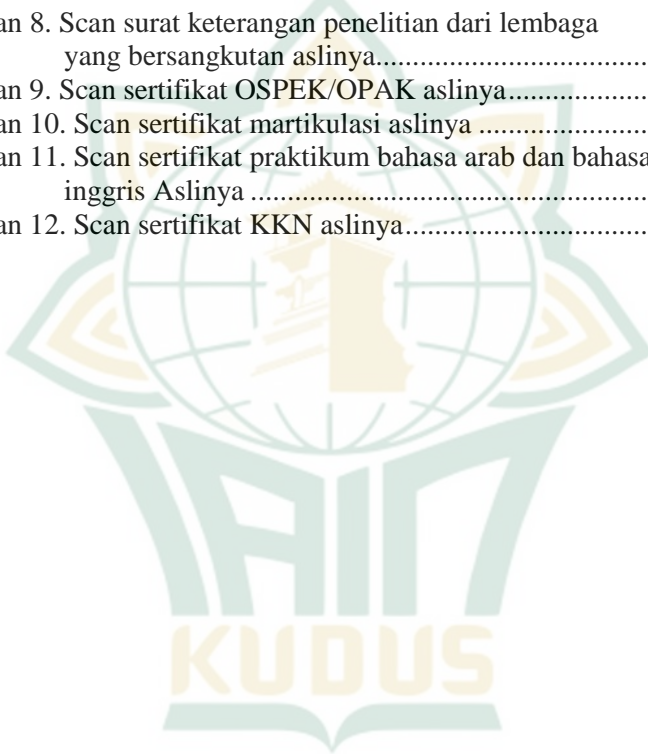 an 8. Scan surat keterangan penelitian dari lembaga
yang bersangkutan aslinya....................................
an 9. Scan sertifikat OSPEK/OPAK aslinya...................
an 10. Scan sertifikat martikulasi aslinya .......................
an 11. Scan sertifikat praktikum bahasa arab dan bahasa
inggris Aslinya .....................................................
an 12. Scan sertifikat KKN aslinya.................................
IAIN
KUDUS